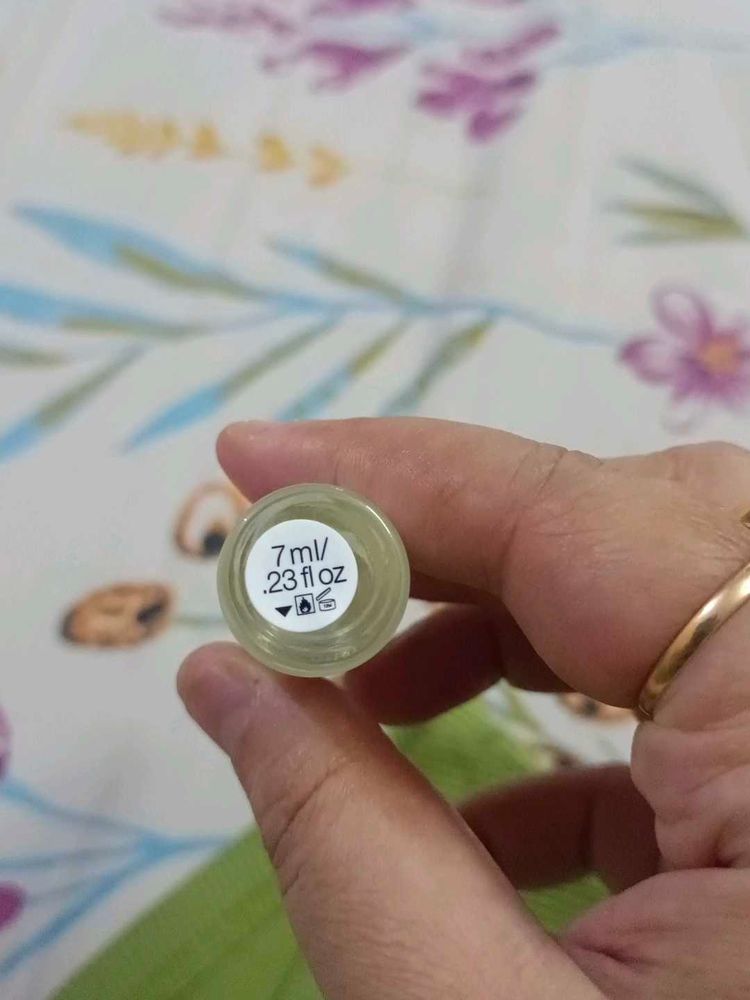 7 ml/
.23 fl oz